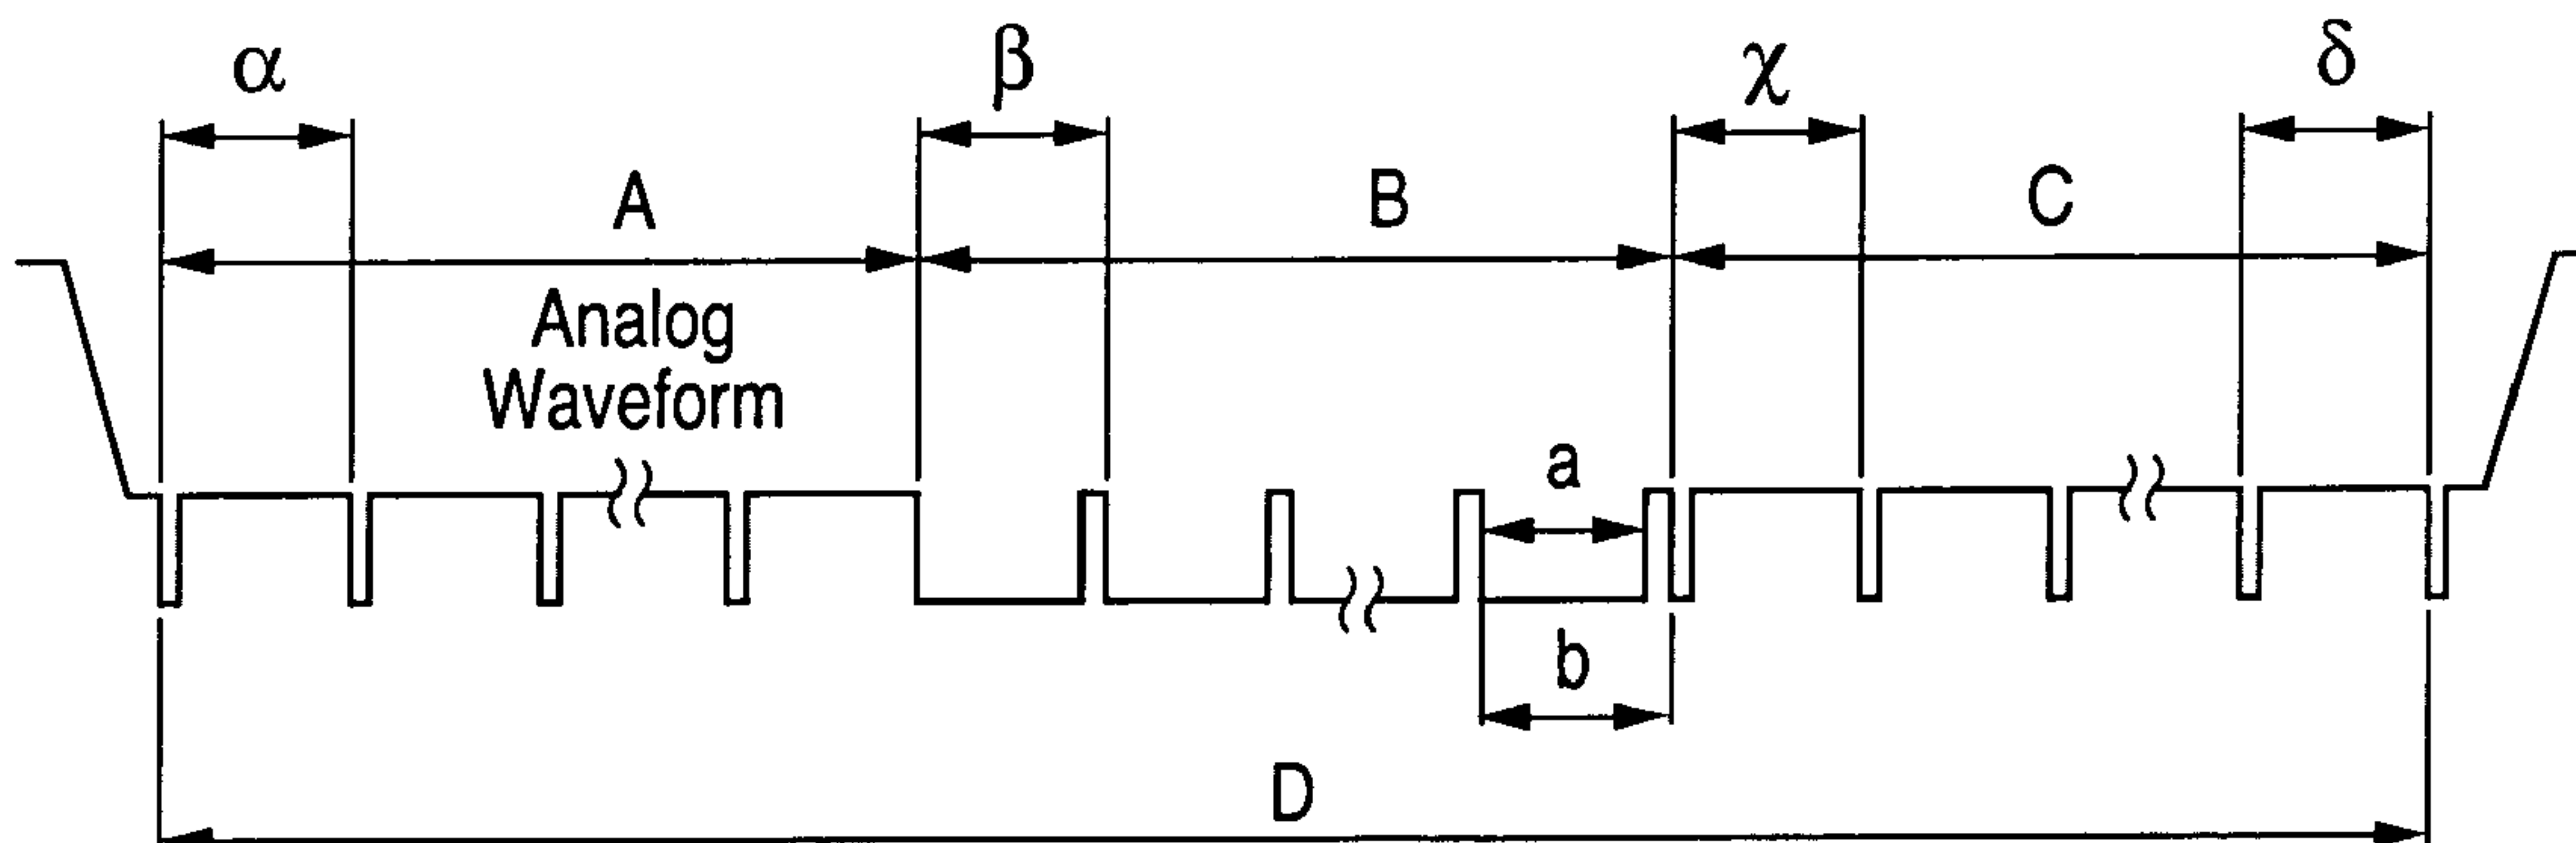 α β χ δ
A B C
Analog
Waveform
a
b
D